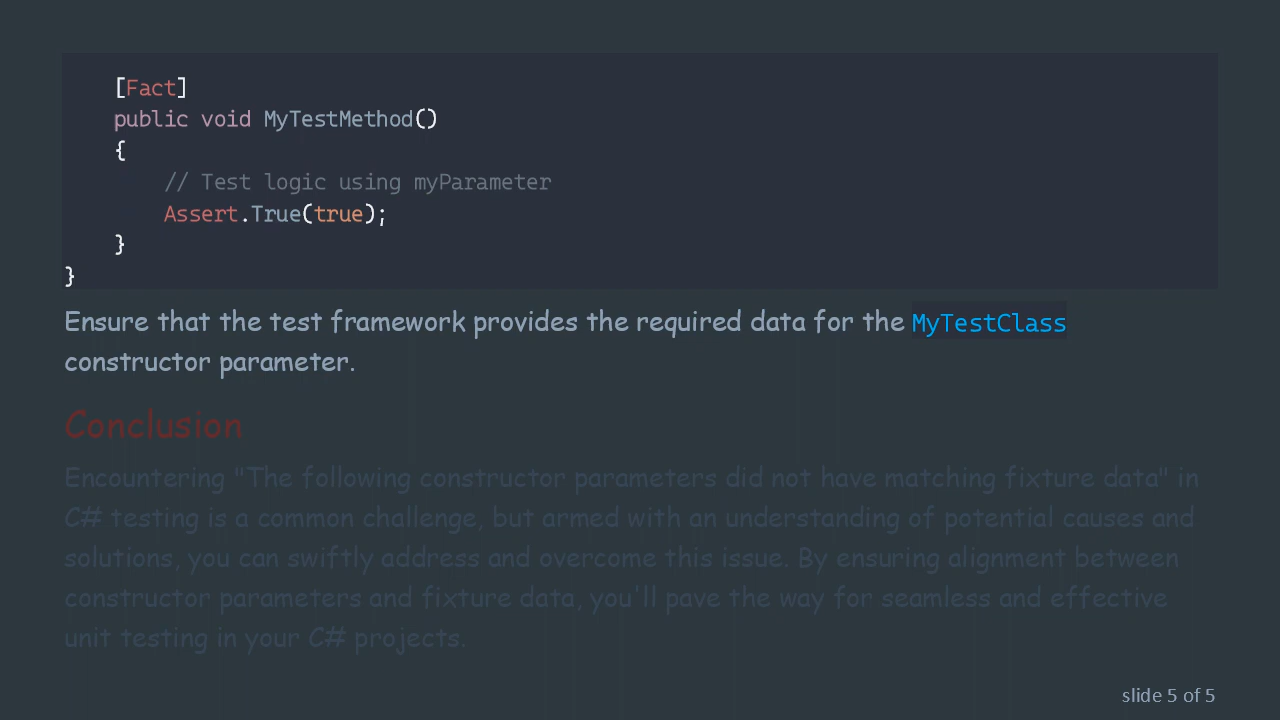 [Fact]
public void MyTestMethod()
{
// Test logic using myParameter
Assert.True(true);
}
}
Ensure that the test framework provides the required data for the MyTestClass
constructor parameter.
Conclusion
Encountering "The following constructor parameters did not have matching fixture data" in
C# testing is a common challenge, but armed with an understanding of potential causes and
solutions, you can swiftly address and overcome this issue. By ensuring alignment between
constructor parameters and fixture data, you'll pave the way for seamless and effective
unit testing in your C# projects.
slide 5 of 5